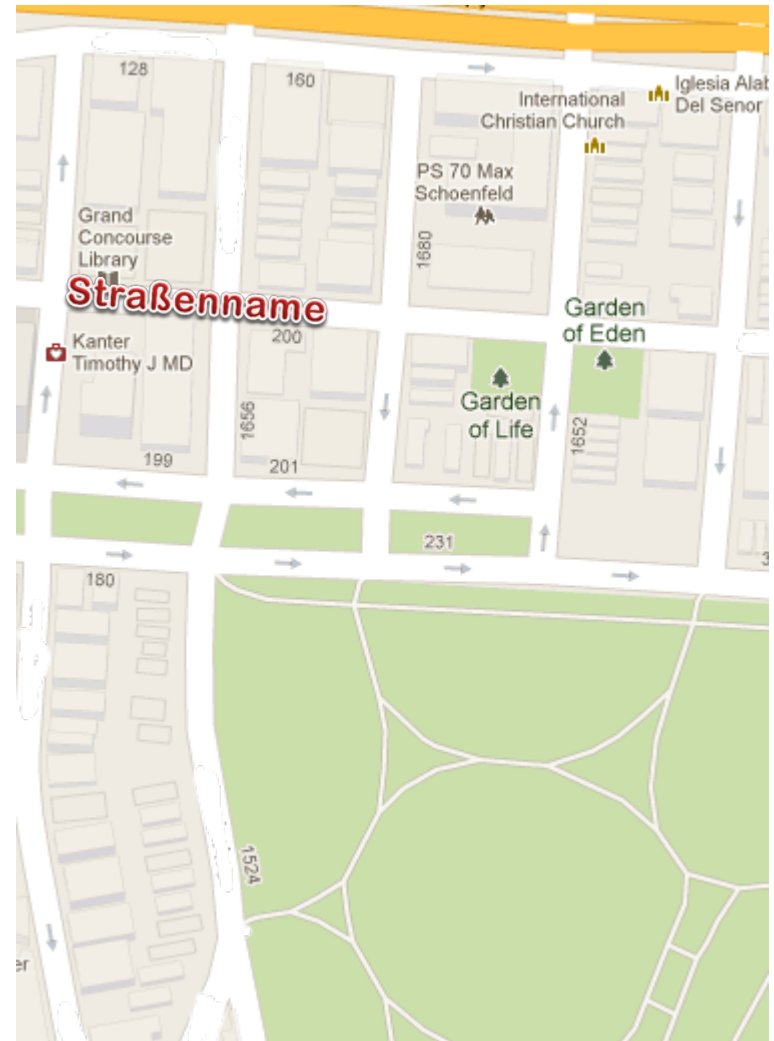 128
160
International
Christian Church
Iglesia Alab
Del Senor
PS 70 Max
Schoenfeld
Grand
Concourse
Library
1680
Straßenname
Garden
of Eden
Kanter
Timothy J MD
200
Garden
of Life
1656
1652
199
201
231
3
180
1524
er